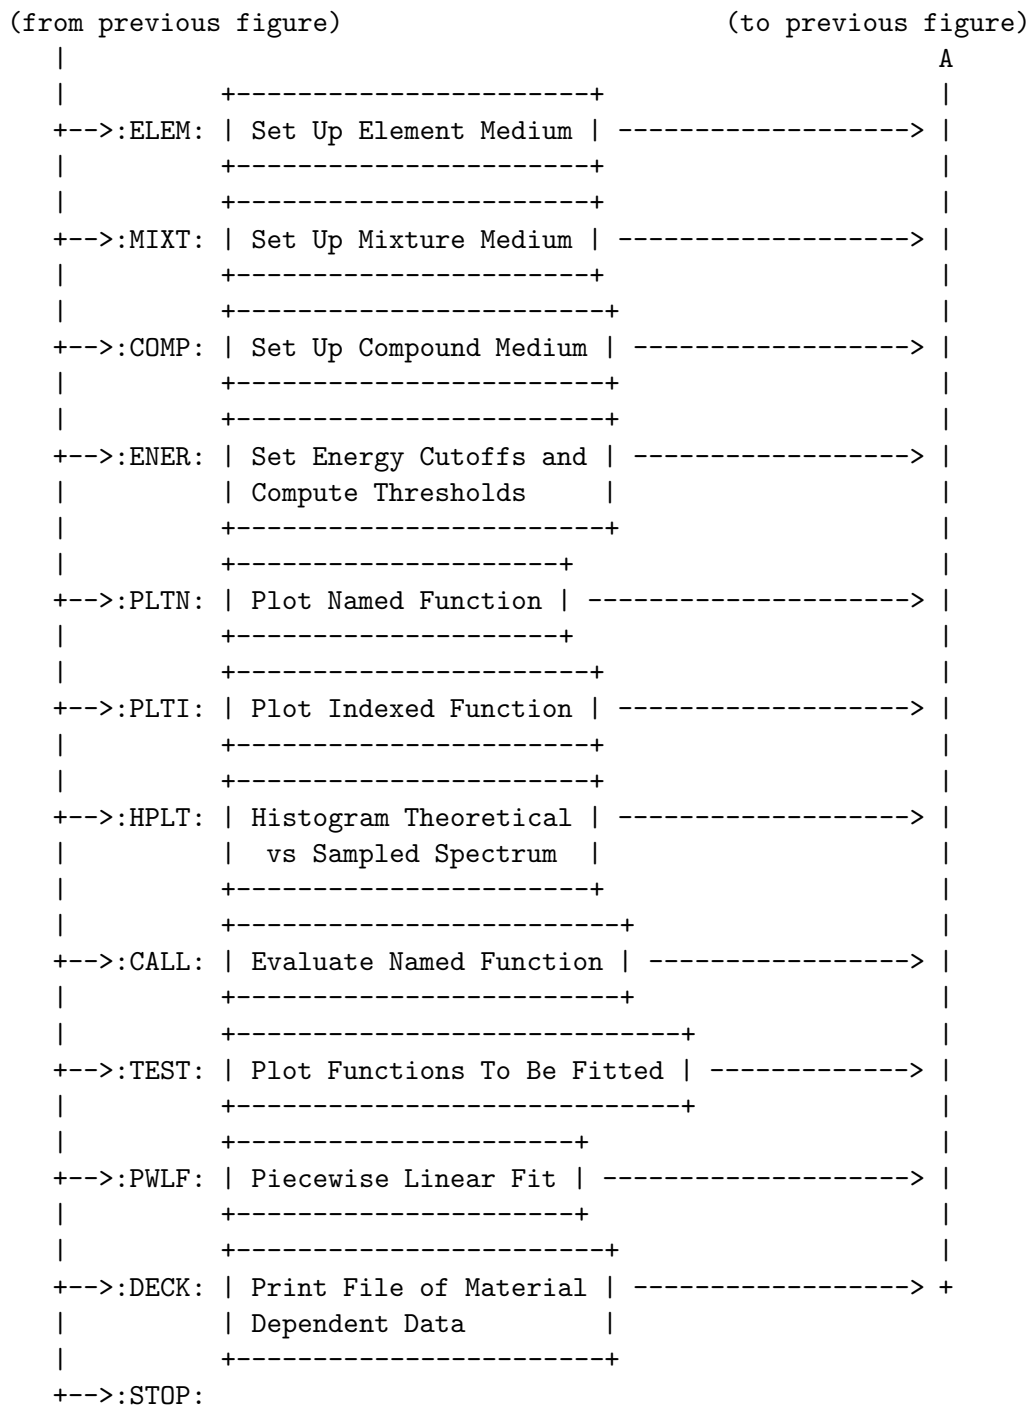 (from previous figure) (to previous figure)
| A
| +-----------------------+ |
+-->:ELEM: | Set Up Element Medium | -------------------> |
| +-----------------------+ |
| +-----------------------+ |
+-->:MIXT: | Set Up Mixture Medium | -------------------> |
| +-----------------------+ |
| +------------------------+ |
+-->:COMP: | Set Up Compound Medium | ------------------> |
| +------------------------+ |
| +------------------------+ |
+-->:ENER: | Set Energy Cutoffs and | ------------------> |
| | Compute Thresholds | |
| +------------------------+ |
| +---------------------+ |
+-->:PLTN: | Plot Named Function | ---------------------> |
| +---------------------+ |
| +-----------------------+ |
+-->:PLTI: | Plot Indexed Function | -------------------> |
| +-----------------------+ |
| +-----------------------+ |
+-->:HPLT: | Histogram Theoretical | -------------------> |
| | vs Sampled Spectrum | |
| +-----------------------+ |
| +-------------------------+ |
+-->:CALL: | Evaluate Named Function | -----------------> |
| +-------------------------+ |
| +-----------------------------+ |
+-->:TEST: | Plot Functions To Be Fitted | -------------> |
| +-----------------------------+ |
| +----------------------+ |
+-->:PWLF: | Piecewise Linear Fit | --------------------> |
| +----------------------+ |
| +------------------------+ |
+-->:DECK: | Print File of Material | ------------------> +
| | Dependent Data |
| +------------------------+
+-->:STOP: